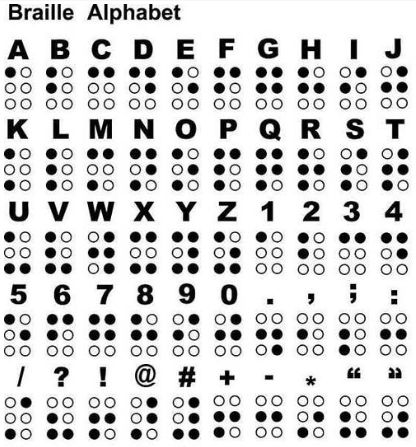 Braille Alphabet
A B C D E F G H I J
K L M N O P Q R S T
U V W X Y Z 1 2 3 4
5 6 7 8 9 0 . , ; :
/ ? ! @ # + - * “ ”